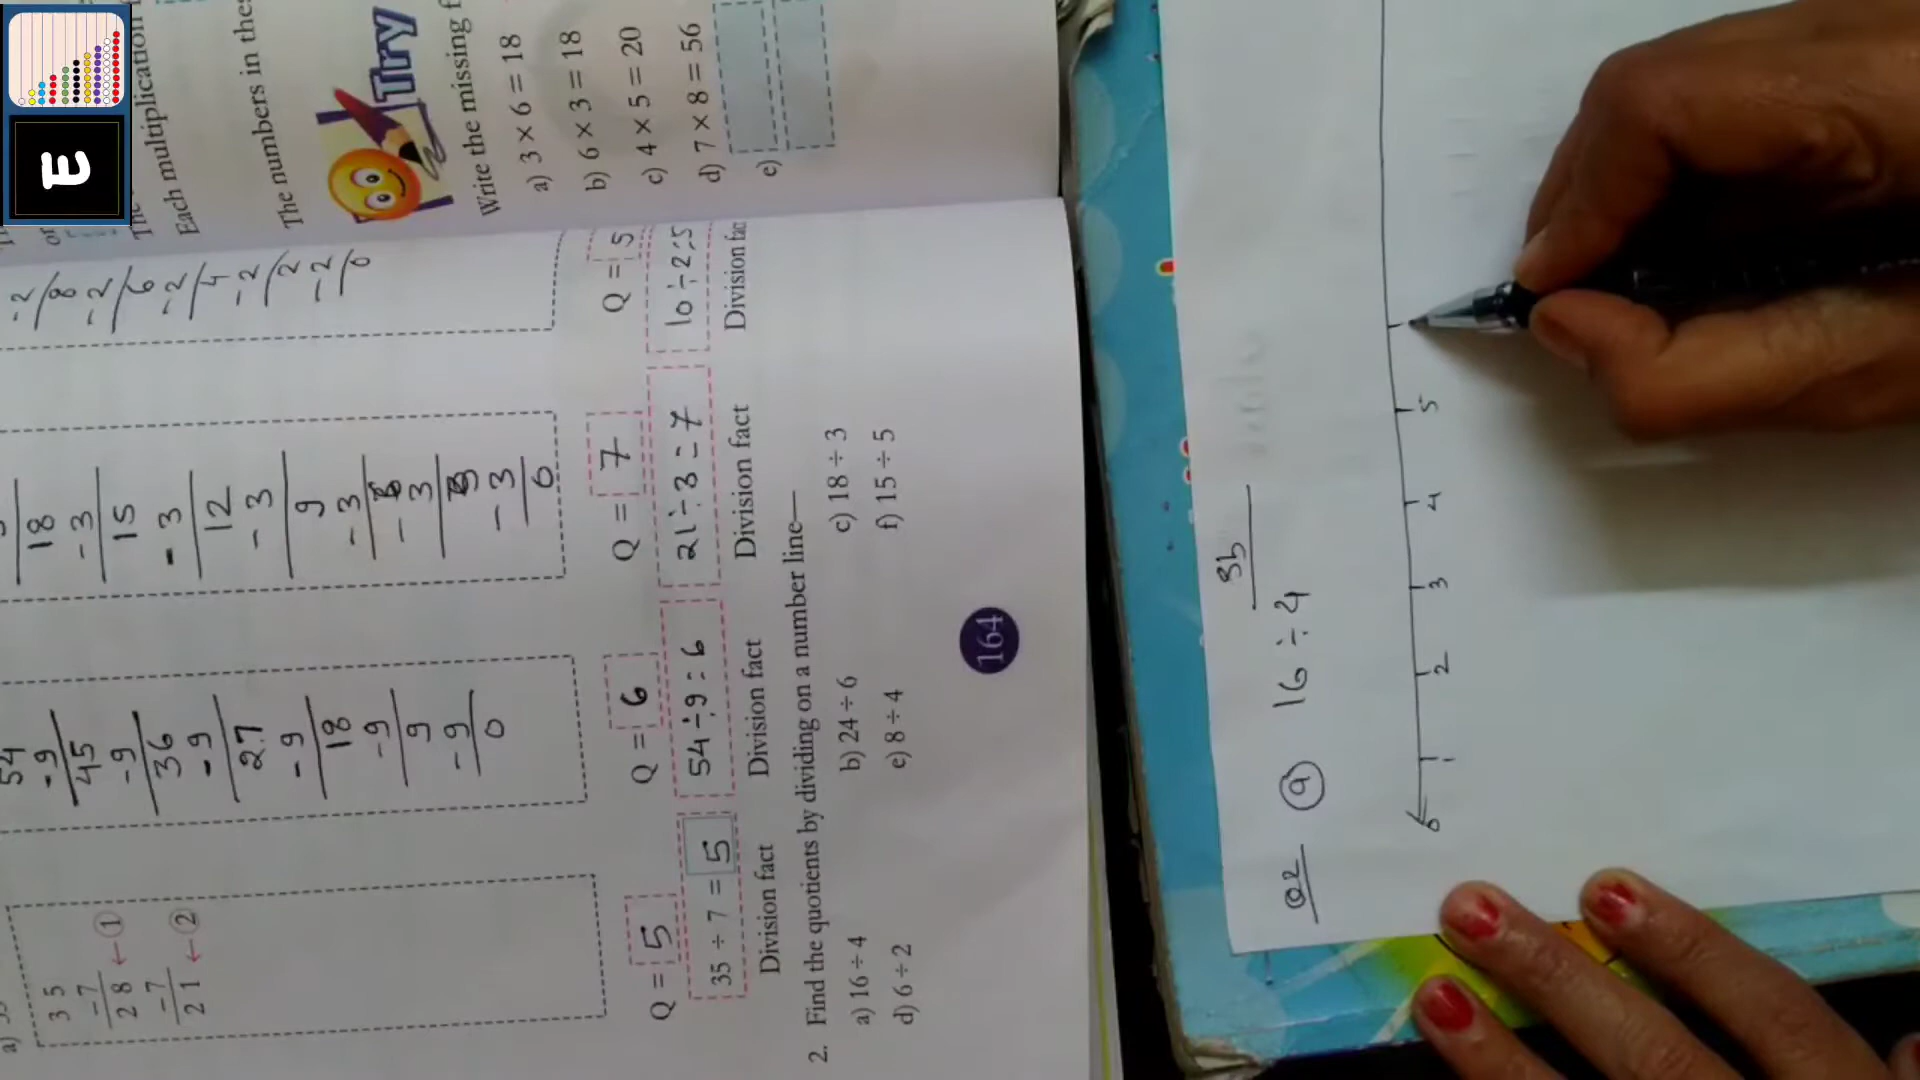 Each multiplication
The numbers in thes
Try
Write the missing f
a) 3 × 6 = 18
b) 6 × 3 = 18
c) 4 × 5 = 20
d) 7 × 8 = 56
e)
E
35
-7
28 ← 1
-7
21 ← 2
Q = 5
35 ÷ 7 = 5
Division fact
54
-9
45
-9
36
-9
27
-9
18
-9
9
-9
0
Q = 6
54 ÷ 9 = 6
Division fact
18
-3
15
-3
12
-3
9
-3
6
-3
3
-3
0
Q = 7
21 ÷ 3 = 7
Division fact
-2
8
-2
6
-2
4
-2
2
-2
0
Q = 5
10 ÷ 2 = 5
Division fac
2. Find the quotients by dividing on a number line—
a) 16 ÷ 4 b) 24 ÷ 6 c) 18 ÷ 3
d) 6 ÷ 2 e) 8 ÷ 4 f) 15 ÷ 5
164
Q2 a 16 ÷ 4
0 1 2 3 4 5